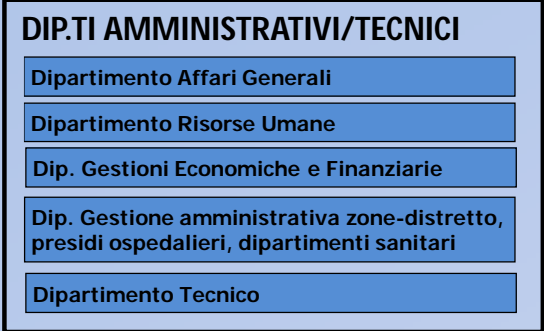 DIP.TI AMMINISTRATIVI/TECNICI
Dipartimento Affari Generali
Dipartimento Risorse Umane
Dip. Gestioni Economiche e Finanziarie
Dip. Gestione amministrativa zone-distretto,
presidi ospedalieri, dipartimenti sanitari
Dipartimento Tecnico